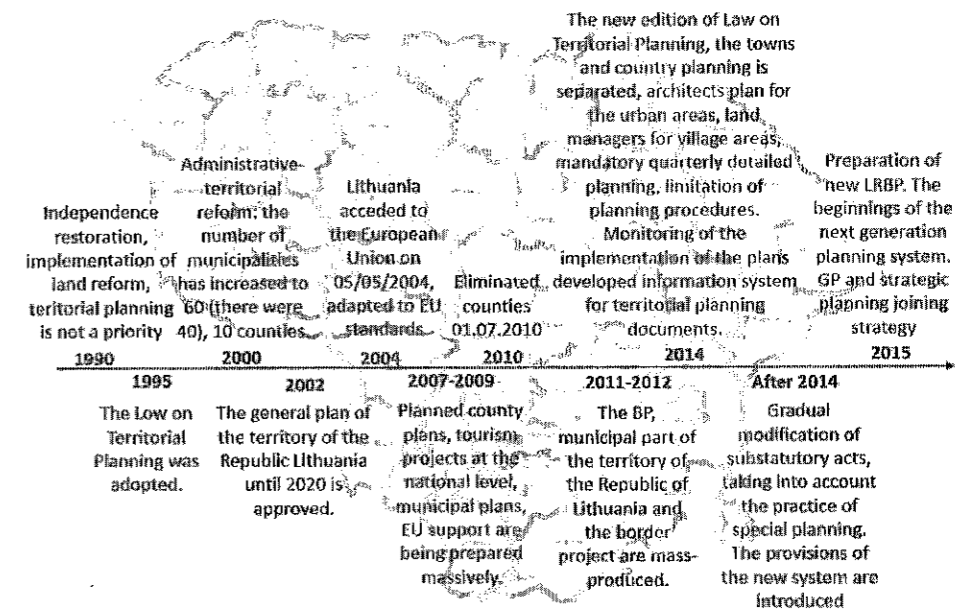 Independence
restoration,
implementation of
land reform,
teritorial planning
is not a priority
1990
Administrative-
territorial
reform: the
number of
municipalities
has increased to
60 (there were
40), 10 counties.
2000
Lithuania
acceded to
the European
Union on
05/05/2004,
adapted to EU
standards.
2004
Eliminated
counties
01.07.2010
2010
The new edition of Law on
Territorial Planning, the towns
and country planning is
separated, architects plan for
the urban areas, land
managers for village areas,
mandatory quarterly detailed
planning, limitation of
planning procedures.
Monitoring of the
implementation of the plans
developed information system
for territorial planning
documents.
2014
Preparation of
new LRBP. The
beginnings of the
next generation
planning system.
GP and strategic
planning joining
strategy
2015
1995
The Low on
Territorial
Planning was
adopted.
2002
The general plan of
the territory of the
Republic Lithuania
until 2020 is
approved.
2007-2009
Planned county
plans, tourism
projects at the
national level,
municipal plans,
EU support are
being prepared
massively.
2011-2012
The BP,
municipal part of
the territory of
the Republic of
Lithuania and
the border
project are mass-
produced.
After 2014
Gradual
modification of
substatutory acts,
taking into account
the practice of
special planning.
The provisions of
the new system are
introduced